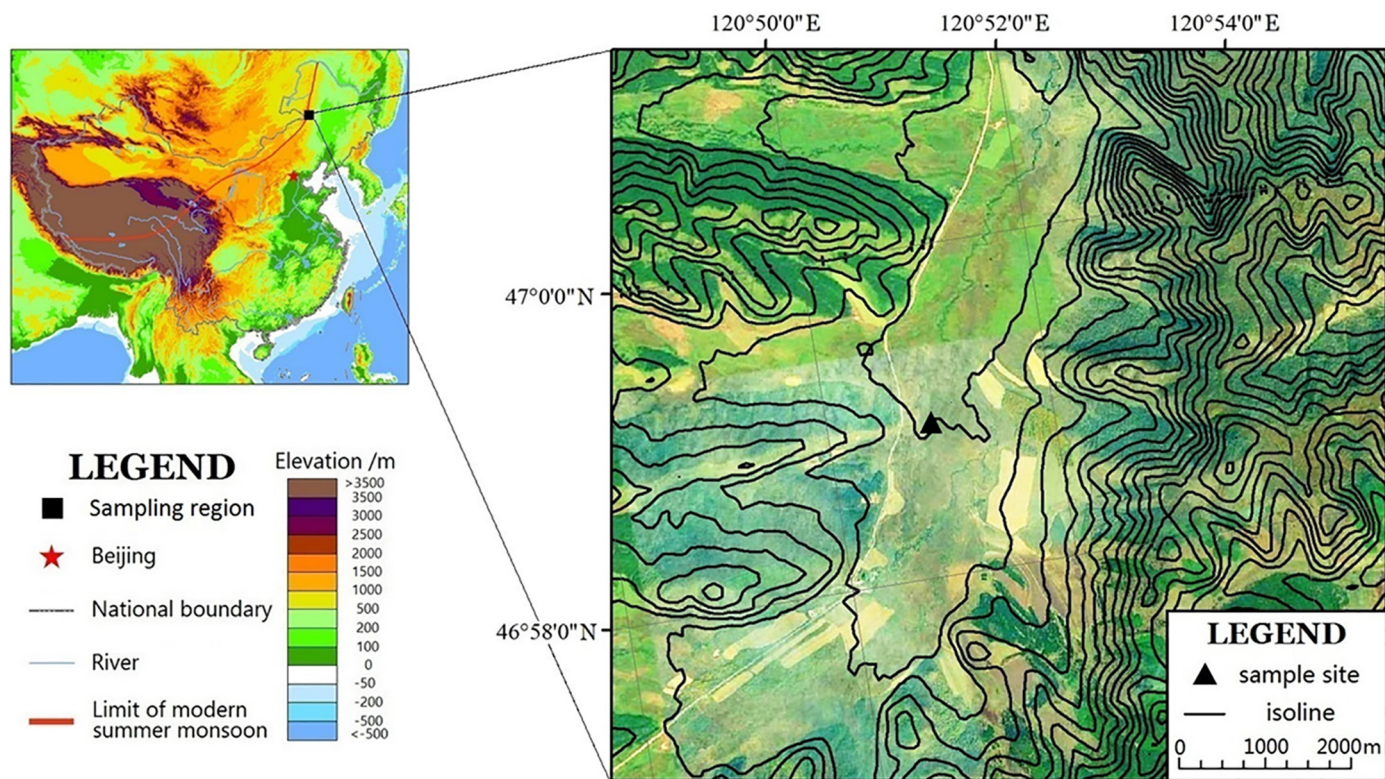 120°50'0"E 120°52'0"E 120°54'0"E
47°0'0"N
46°58'0"N
LEGEND
Sampling region
Beijing
National boundary
River
Limit of modern
summer monsoon
Elevation /m
>3500
3500
3000
2500
2000
1500
1000
500
200
100
0
-50
-200
-500
<-500
LEGEND
sample site
isoline
0 1000 2000m